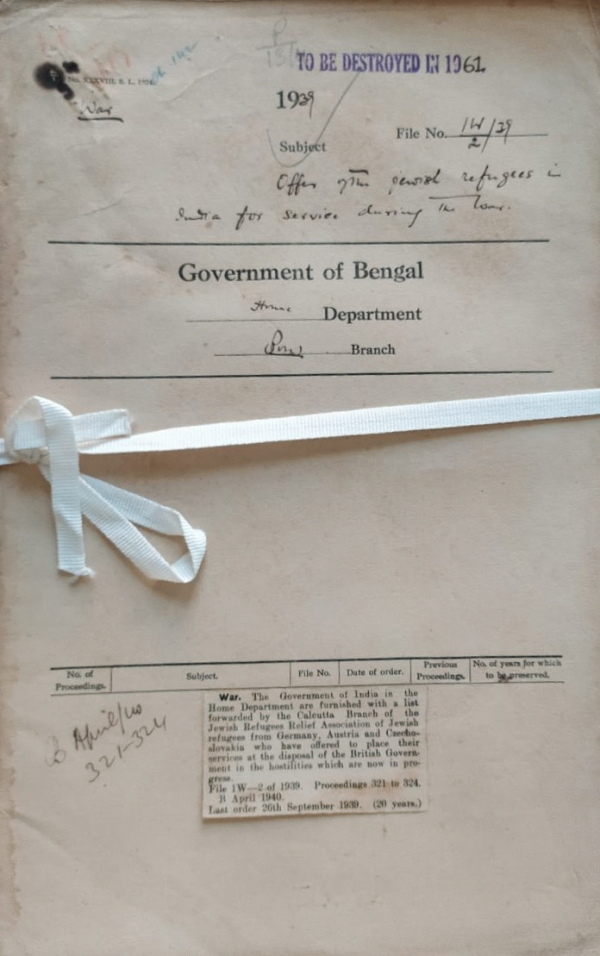 TO BE DESTROYED IN 1961
War
1939
Subject
File No. 1W/2/39
Offer of the Jewish refugees in
India for service during the War.
Government of Bengal
Home Department
Branch
No. of Proceedings.
Subject.
File No.
Date of order.
Previous Proceedings.
No. of years for which to be preserved.
B April/40
321-324
War. The Government of India in the
Home Department are furnished with a list
forwarded by the Calcutta Branch of the
Jewish Refugees Relief Association of Jewish
refugees from Germany, Austria and Czecho-
slovakia who have offered to place their
services at the disposal of the British Govern-
ment in the hostilities which are now in pro-
gress.
File 1W—2 of 1939. Proceedings 321 to 324.
B April 1940.
Last order 26th September 1939. (20 years.)